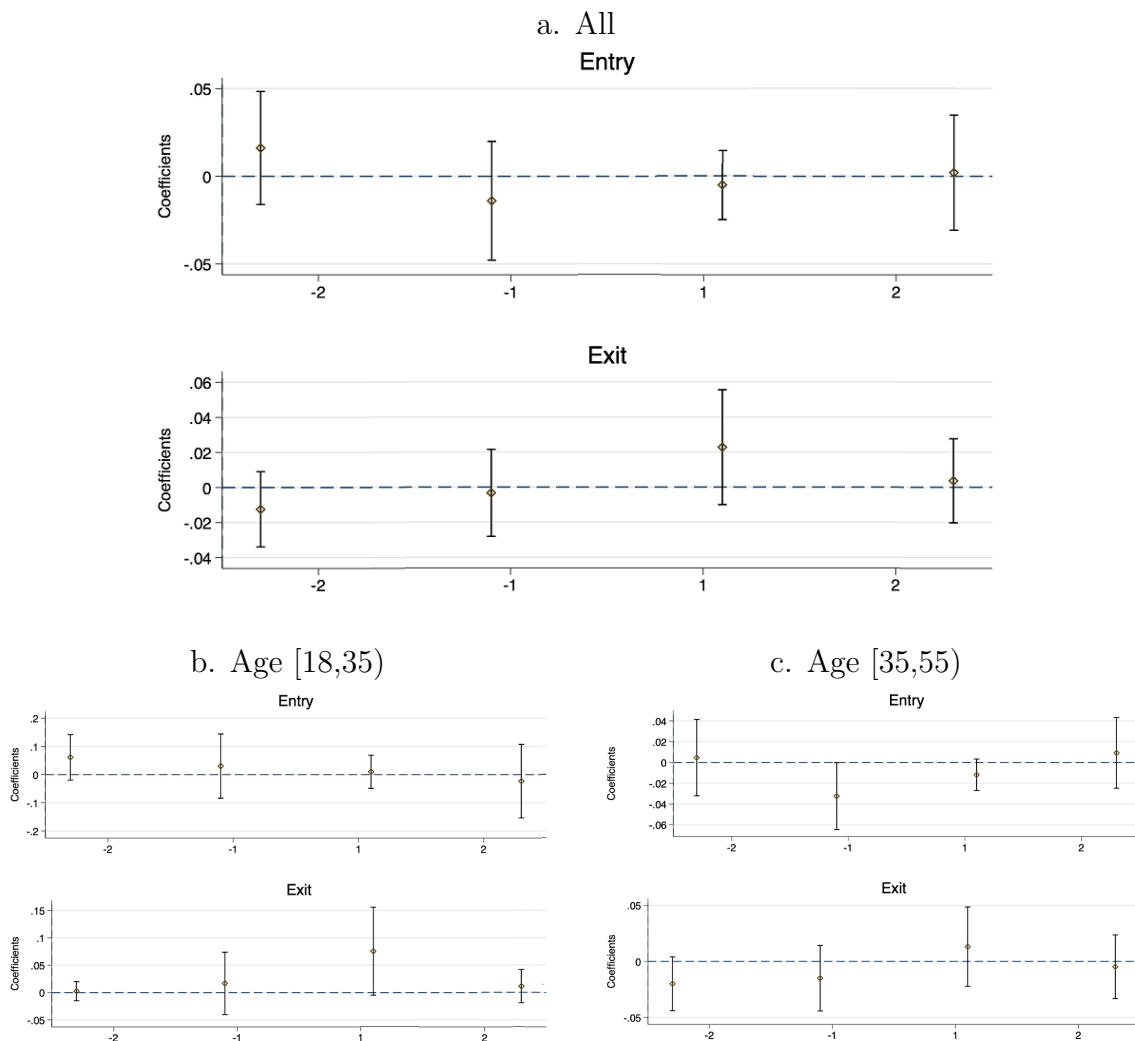 a. All
Entry
Coefficients
.05
0
-.05
-2 -1 1 2
Exit
Coefficients
.06
.04
.02
0
-.02
-.04
-2 -1 1 2
b. Age [18,35)
Entry
Coefficients
.2
.1
0
-.1
-.2
-2 -1 1 2
Exit
Coefficients
.15
.1
.05
0
-.05
-2 -1 1 2
c. Age [35,55)
Entry
Coefficients
.04
.02
0
-.02
-.04
-.06
-2 -1 1 2
Exit
Coefficients
.05
0
-.05
-2 -1 1 2